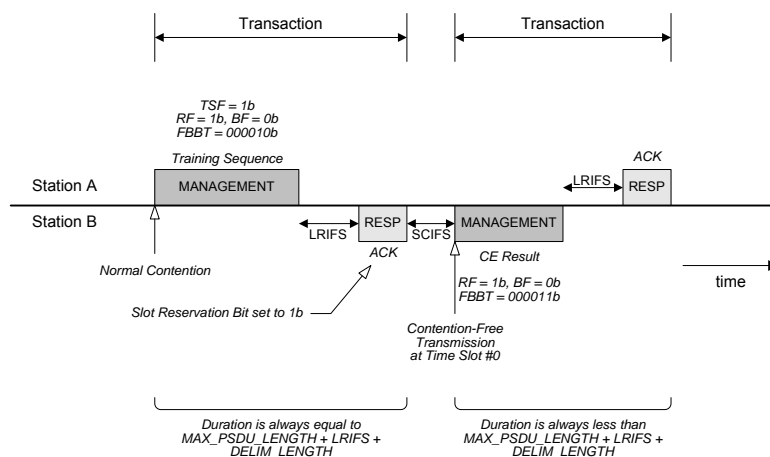 Transaction
Transaction
TSF = 1b
RF = 1b, BF = 0b
FBBT = 000010b
Training Sequence
ACK
Station A
MANAGEMENT
LRIFS
RESP
Station B
LRIFS
RESP
SCIFS
MANAGEMENT
ACK
CE Result
Normal Contention
RF = 1b, BF = 0b
FBBT = 000011b
time
Slot Reservation Bit set to 1b
Contention-Free
Transmission
at Time Slot #0
Duration is always equal to
MAX_PSDU_LENGTH + LRIFS +
DELIM_LENGTH
Duration is always less than
MAX_PSDU_LENGTH + LRIFS +
DELIM_LENGTH